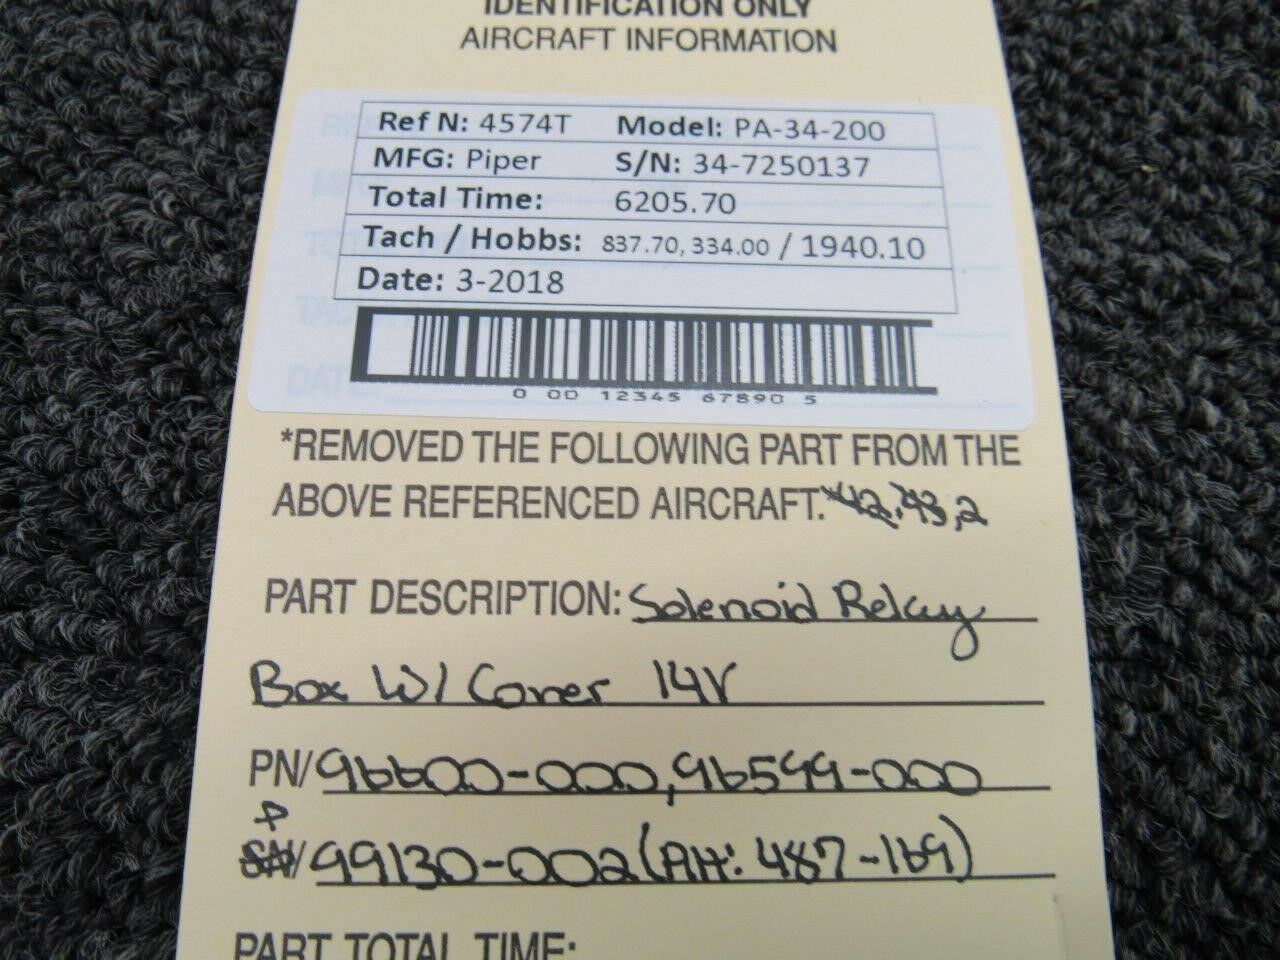 IDENTIFICATION ONLY
AIRCRAFT INFORMATION
Ref N: 4574T Model: PA-34-200
MFG: Piper S/N: 34-7250137
Total Time: 6205.70
Tach / Hobbs: 837.70, 334.00 / 1940.10
Date: 3-2018
0 00 12345 67890 5
*REMOVED THE FOLLOWING PART FROM THE
ABOVE REFERENCED AIRCRAFT. 2
PART DESCRIPTION: Solenoid Relay
Box W/ Cover 14V
PN/ 96600-000, 96599-000
P
SN/ 99130-002 (Alt: 487-169)
PART TOTAL TIME: